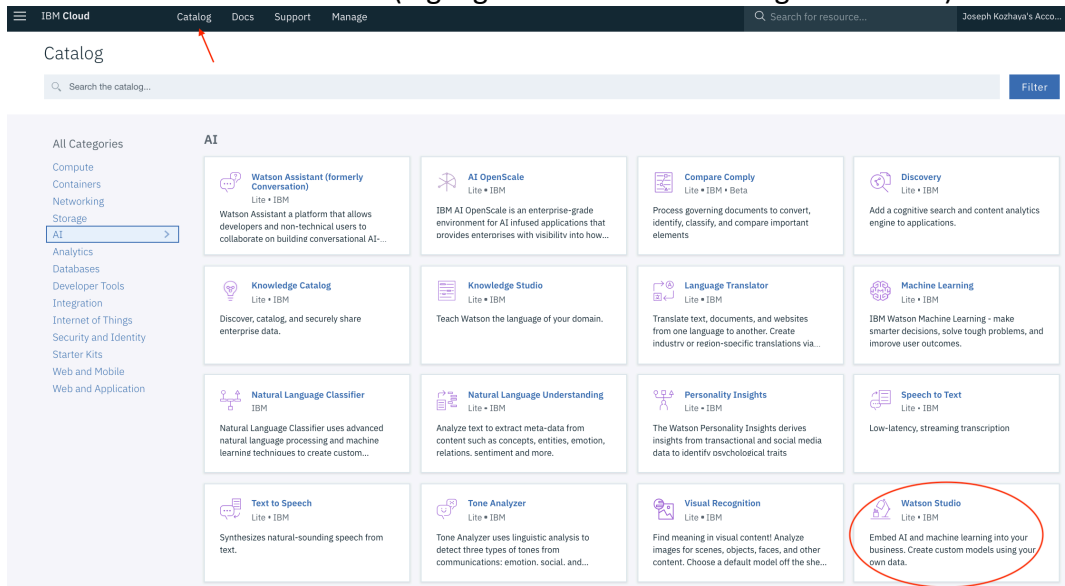 IBM Cloud Catalog Docs Support Manage Search for resour... Joseph Kozhaya's Acco...
Catalog
Search the catalog...
Filter
All Categories
Compute
Containers
Networking
Storage
AI
Analytics
Databases
Developer Tools
Integration
Internet of Things
Security and Identity
Starter Kits
Web and Mobile
Web and Application
AI
Watson Assistant (formerly
Conversation)
Lite • IBM
Watson Assistant a platform that allows
developers and non-technical users to
collaborate on building conversational AI-...
AI OpenScale
Lite • IBM
IBM AI OpenScale is an enterprise-grade
environment for AI infused applications that
provides enterprises with visibility into how...
Compare Comply
Lite • IBM • Beta
Process governing documents to convert,
identify, classify, and compare important
elements
Discovery
Lite • IBM
Add a cognitive search and content analytics
engine to applications.
Knowledge Catalog
Lite • IBM
Discover, catalog, and securely share
enterprise data.
Knowledge Studio
Lite • IBM
Teach Watson the language of your domain.
Language Translator
Lite • IBM
Translate text, documents, and websites
from one language to another. Create
industry or region-specific translations via...
Machine Learning
Lite • IBM
IBM Watson Machine Learning - make
smarter decisions, solve tough problems, and
improve user outcomes.
Natural Language Classifier
IBM
Natural Language Classifier uses advanced
natural language processing and machine
learning techniques to create custom...
Natural Language Understanding
Lite • IBM
Analyze text to extract meta-data from
content such as concepts, entities, emotion,
relations, sentiment and more.
Personality Insights
Lite • IBM
The Watson Personality Insights derives
insights from transactional and social media
data to identify psychological traits
Speech to Text
Lite • IBM
Low-latency, streaming transcription
Text to Speech
Lite • IBM
Synthesizes natural-sounding speech from
text.
Tone Analyzer
Lite • IBM
Tone Analyzer uses linguistic analysis to
detect three types of tones from
communications: emotion, social, and...
Visual Recognition
Lite • IBM
Find meaning in visual content! Analyze
images for scenes, objects, faces, and other
content. Choose a default model off the she...
Watson Studio
Lite • IBM
Embed AI and machine learning into your
business. Create custom models using your
own data.